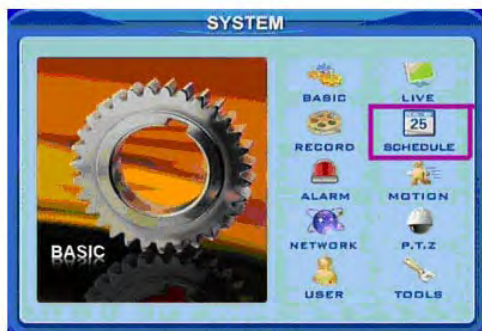 SYSTEM
BASIC LIVE
25
RECORD SCHEDULE
ALARM MOTION
NETWORK P.T.Z
BASIC
USER TOOLS